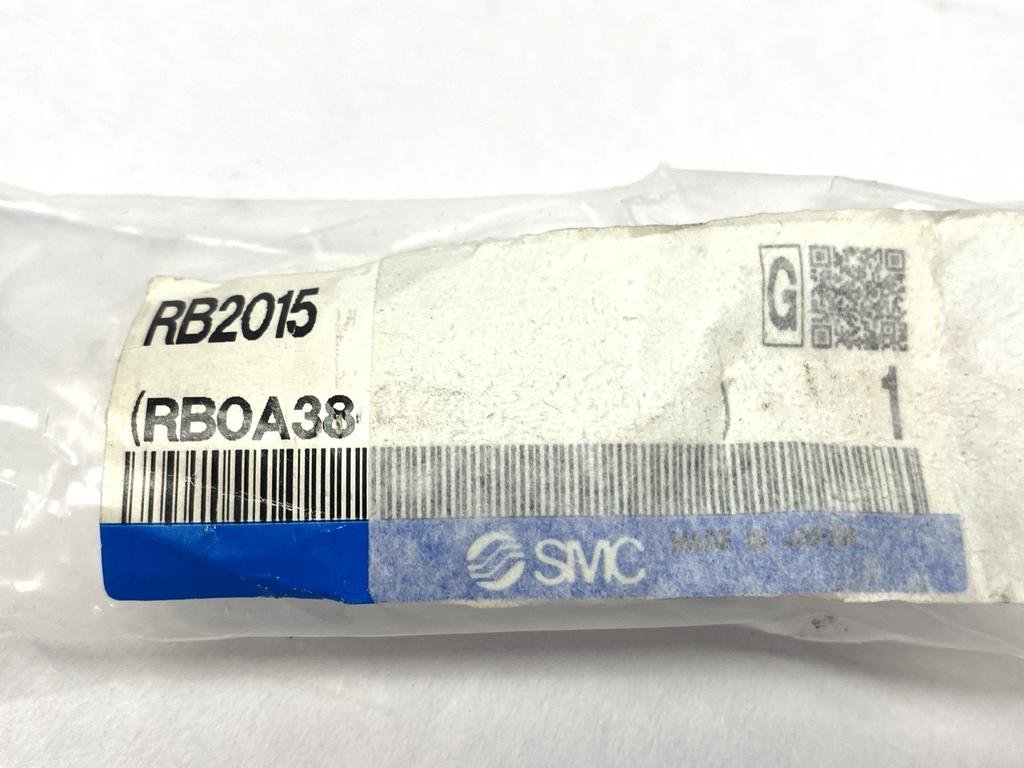 RB2015
G
(RBOA38
)
1
SMC
MADE IN JAPAN